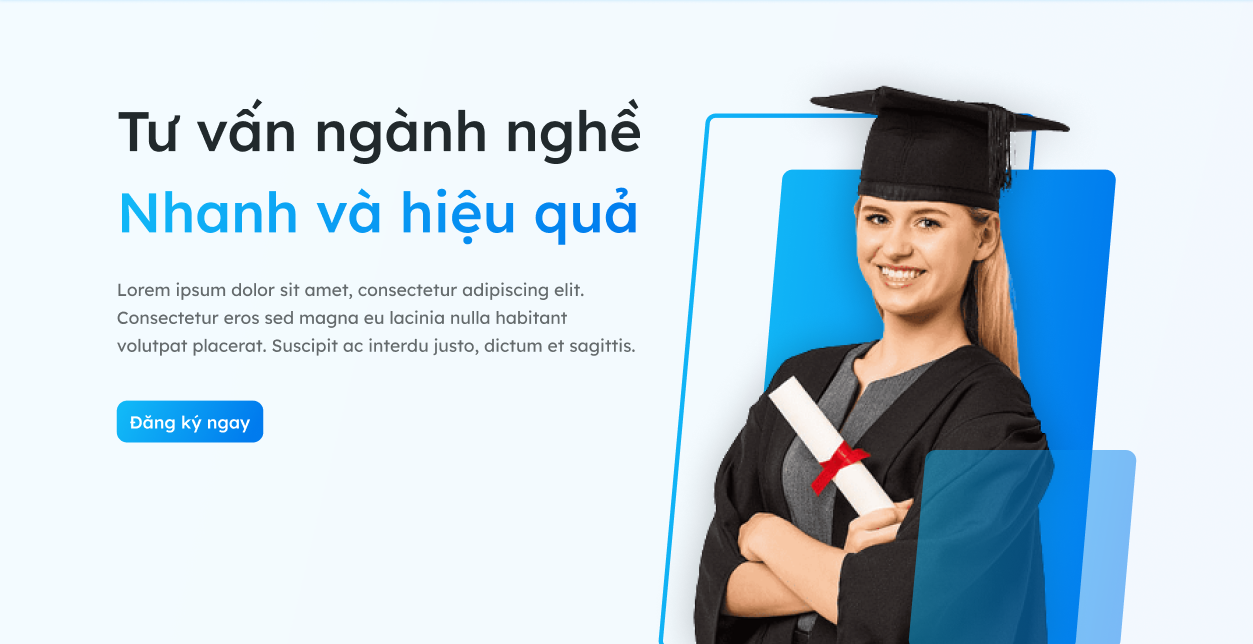 Tư vấn ngành nghề
Nhanh và hiệu quả
Lorem ipsum dolor sit amet, consectetur adipiscing elit.
Consectetur eros sed magna eu lacinia nulla habitant
volutpat placerat. Suscipit ac interdu justo, dictum et sagittis.
Đăng ký ngay